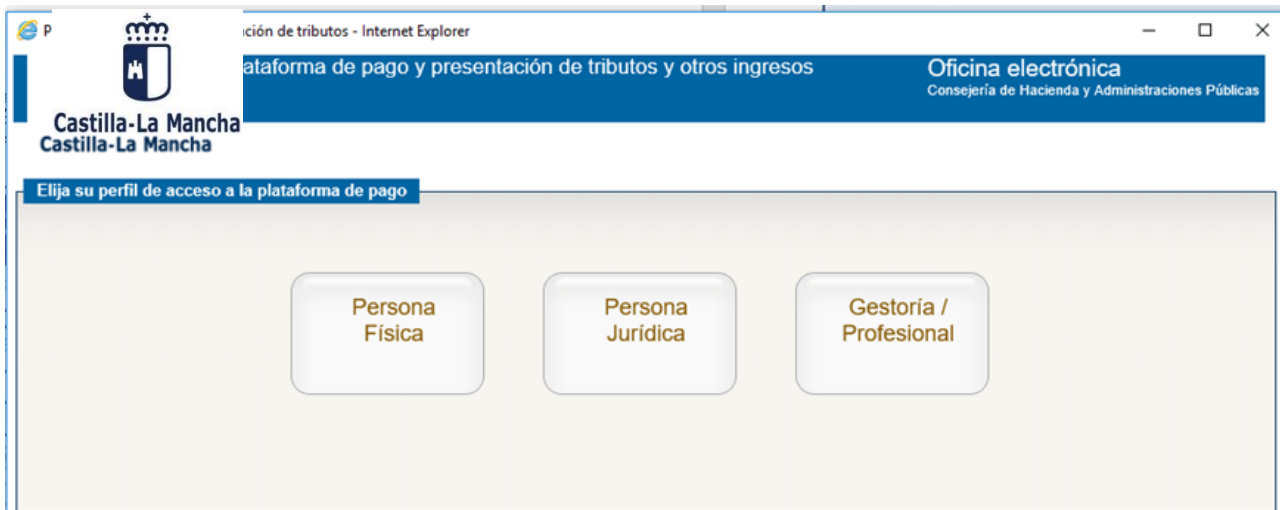 P
ción de tributos - Internet Explorer
ataforma de pago y presentación de tributos y otros ingresos
Oficina electrónica
Consejería de Hacienda y Administraciones Públicas
Castilla-La Mancha
Castilla-La Mancha
Elija su perfil de acceso a la plataforma de pago
Persona
Física
Persona
Jurídica
Gestoría /
Profesional